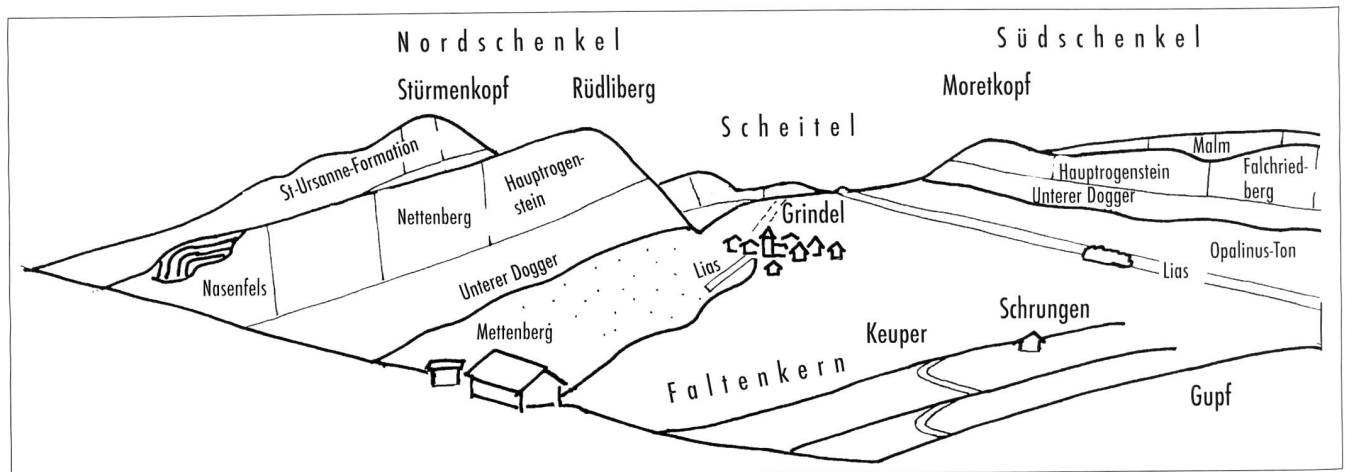 Nordschenkel
Südschenkel
Stürmenkopf
Rüdliberg
Moretkopf
Scheitel
St-Ursanne-Formation
Nettenberg
Hauptrogen-
stein
Malm
Hauptrogenstein
Falchried-
berg
Unterer Dogger
Grindel
Nasenfels
Unterer Dogger
Lias
Lias
Opalinus-Ton
Mettenberg
Keuper
Schrungen
Faltenkern
Gupf